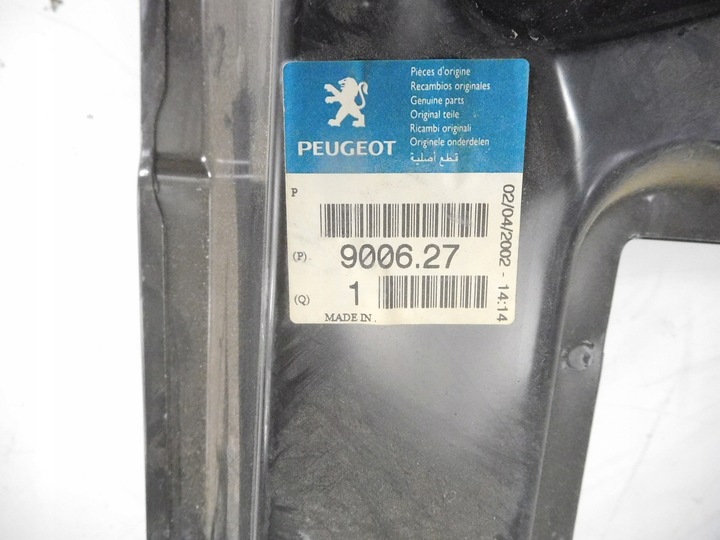 PEUGEOT
Pièces d'origine
Recambios originales
Genuine parts
Original teile
Ricambi originali
Originele onderdelen
قطع أصلية
P
(P) 9006.27
(Q) 1
MADE IN .
02/04/2002 - 14:14